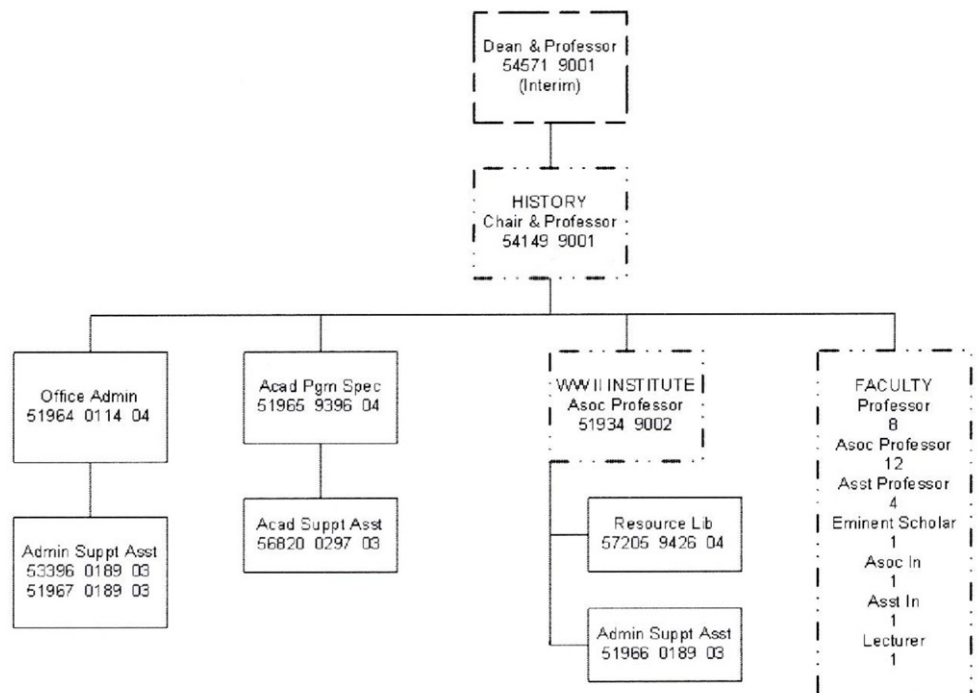 Dean & Professor
54571 9001
(Interim)
HISTORY
Chair & Professor
54149 9001
Office Admin
51964 0114 04
Admin Suppt Asst
53396 0189 03
51967 0189 03
Acad Pgm Spec
51965 9396 04
Acad Suppt Asst
56820 0297 03
WW II INSTITUTE
Asoc Professor
51934 9002
Resource Lib
57205 9426 04
Admin Suppt Asst
51966 0189 03
FACULTY
Professor
8
Asoc Professor
12
Asst Professor
4
Eminent Scholar
1
Asoc In
1
Asst In
1
Lecturer
1